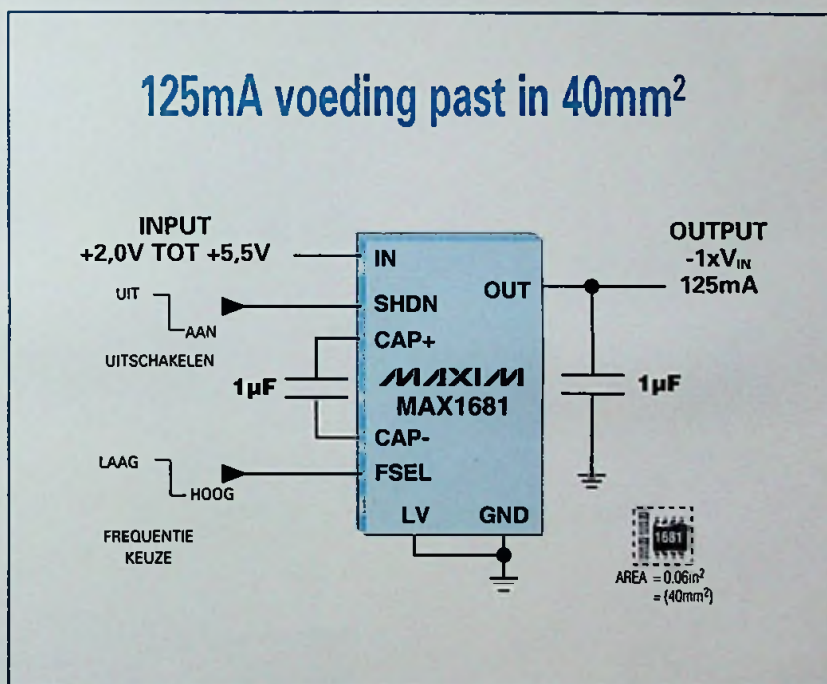 125mA voeding past in 40mm²
INPUT
+2,0V TOT +5,5V
UIT
AAN
UITSCHAKELEN
1µF
LAAG
HOOG
FREQUENTIE
KEUZE
IN
SHDN
CAP+
MAXIM
MAX1681
CAP-
FSEL
LV GND
OUT
OUTPUT
-1xVIN
125mA
1µF
1681
AREA = 0.06in²
= (40mm²)